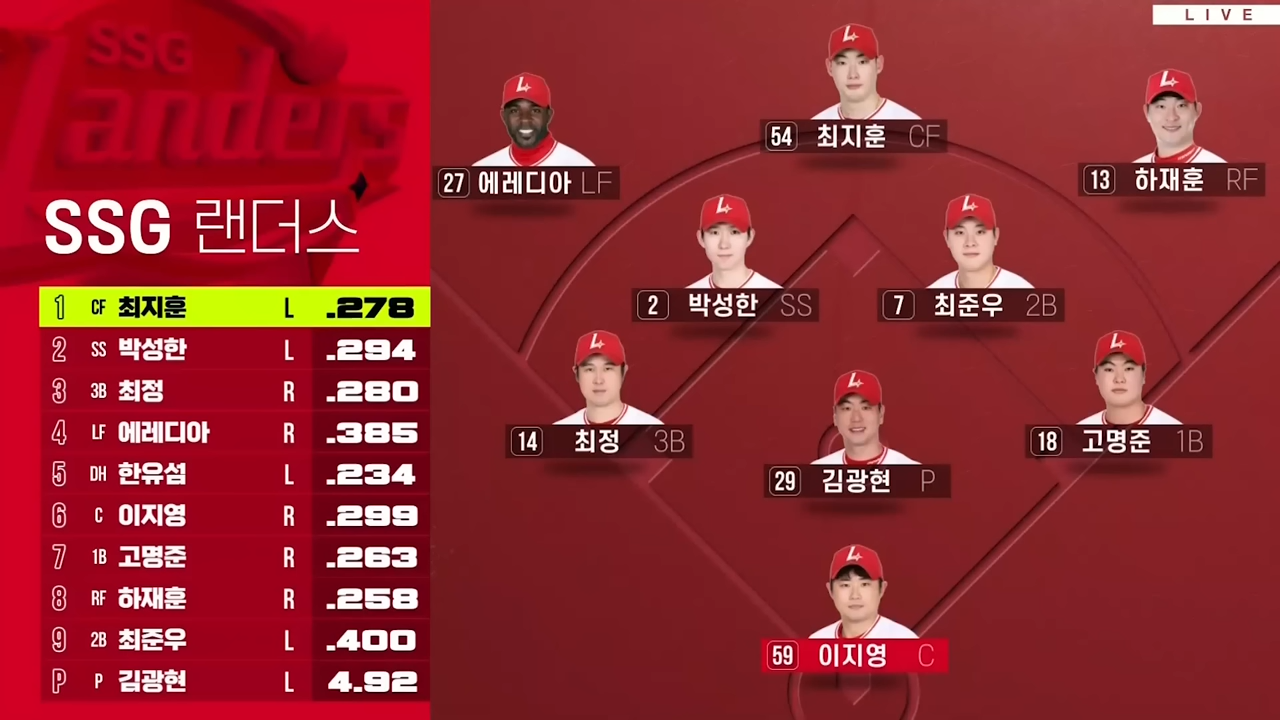 SSG
Landers
SSG 랜더스
1 CF 최지훈 L .278
2 SS 박성한 L .294
3 3B 최정 R .280
4 LF 에레디아 R .385
5 DH 한유섬 L .234
6 C 이지영 R .299
7 1B 고명준 R .263
8 RF 하재훈 R .258
9 2B 최준우 L .400
P P 김광현 L 4.92
LIVE
54 최지훈 CF
27 에레디아 LF
13 하재훈 RF
2 박성한 SS
7 최준우 2B
14 최정 3B
18 고명준 1B
29 김광현 P
59 이지영 C